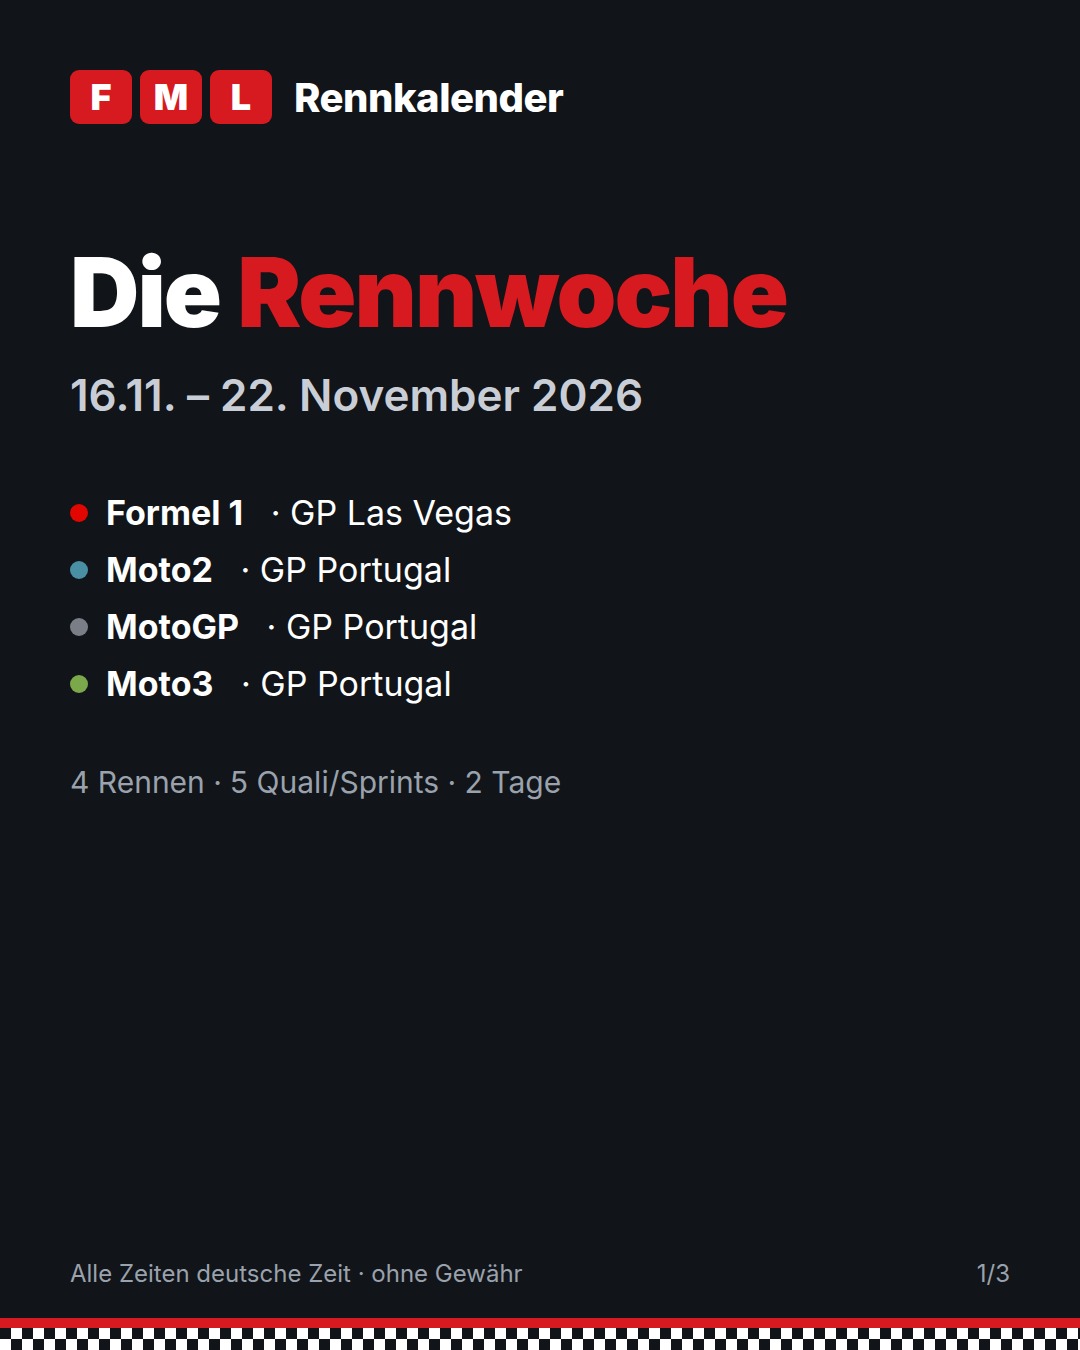 F M L Rennkalender
Die Rennwoche
16.11. – 22. November 2026
Formel 1 · GP Las Vegas
Moto2 · GP Portugal
MotoGP · GP Portugal
Moto3 · GP Portugal
4 Rennen · 5 Quali/Sprints · 2 Tage
Alle Zeiten deutsche Zeit · ohne Gewähr 1/3